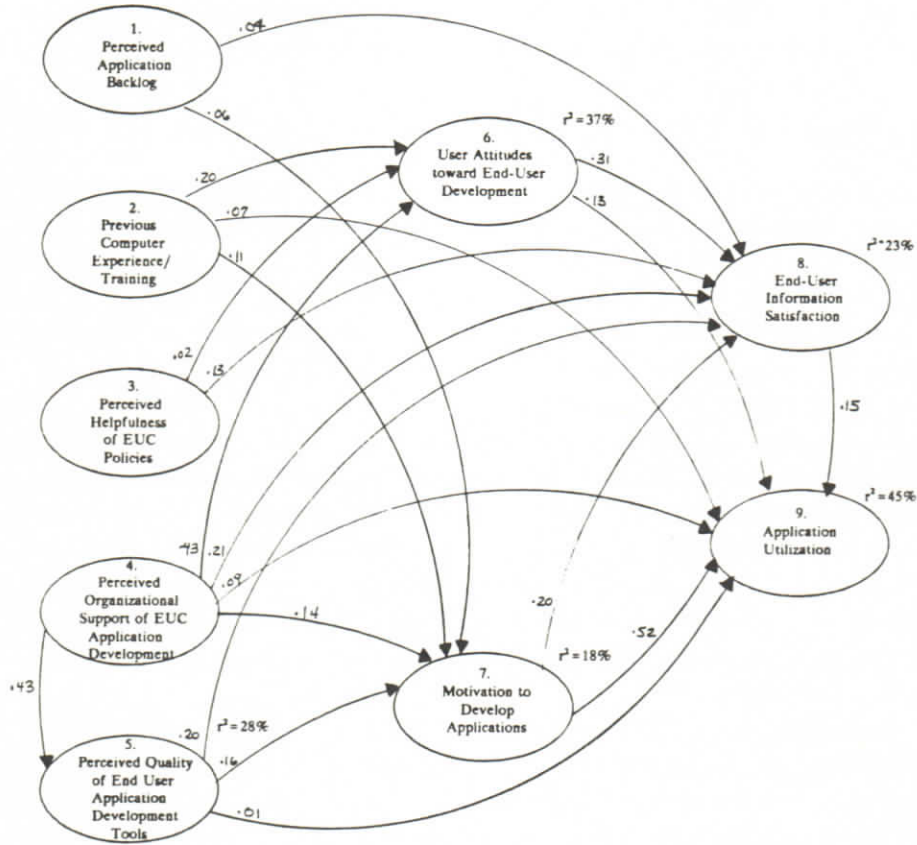 1.
Perceived
Application
Backlog
.04
.06
6.
User Attitudes
toward End-User
Development
r² = 37%
.31
.13
.20
.07
.11
2.
Previous
Computer
Experience/
Training
8.
End-User
Information
Satisfaction
r² = 23%
.02
.13
3.
Perceived
Helpfulness
of EUC
Policies
.15
9.
Application
Utilization
r² = 45%
.43
.21
.09
4.
Perceived
Organizational
Support of EUC
Application
Development
.14
.20
.52
.43
7.
Motivation to
Develop
Applications
r² = 18%
.20
r² = 28%
.16
.01
5.
Perceived Quality
of End User
Application
Development
Tools